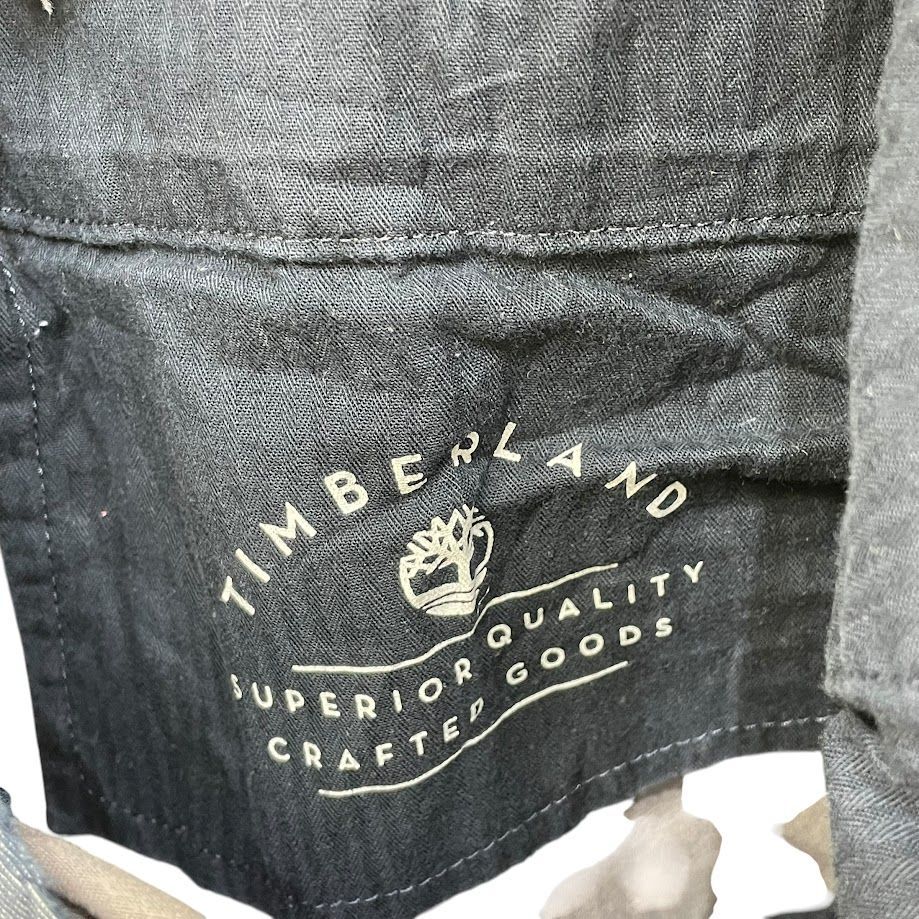 TIMBERLAND
SUPERIOR QUALITY
CRAFTED GOODS